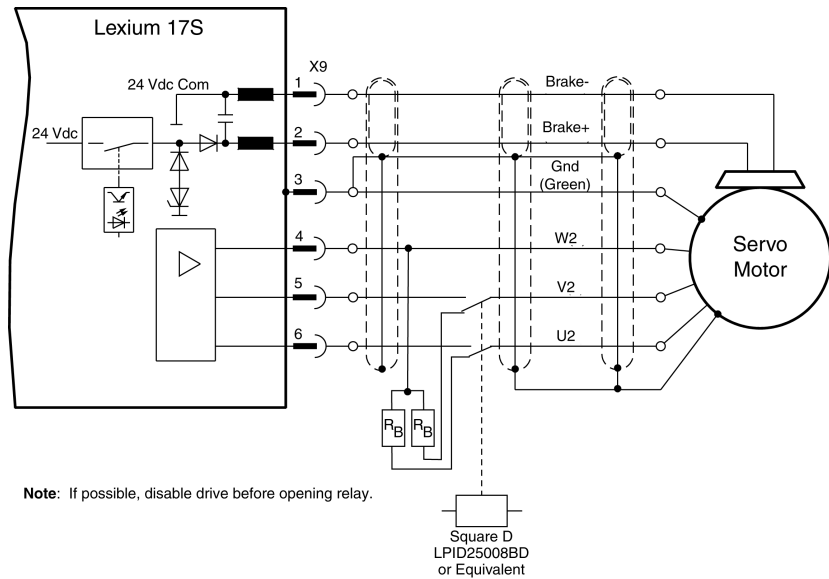 Lexium 17S
X9
24 Vdc Com
1
Brake-
24 Vdc
2
Brake+
3
Gnd
(Green)
4
W2
Servo
Motor
5
V2
6
U2
RB
RB
Note: If possible, disable drive before opening relay.
Square D
LPID25008BD
or Equivalent